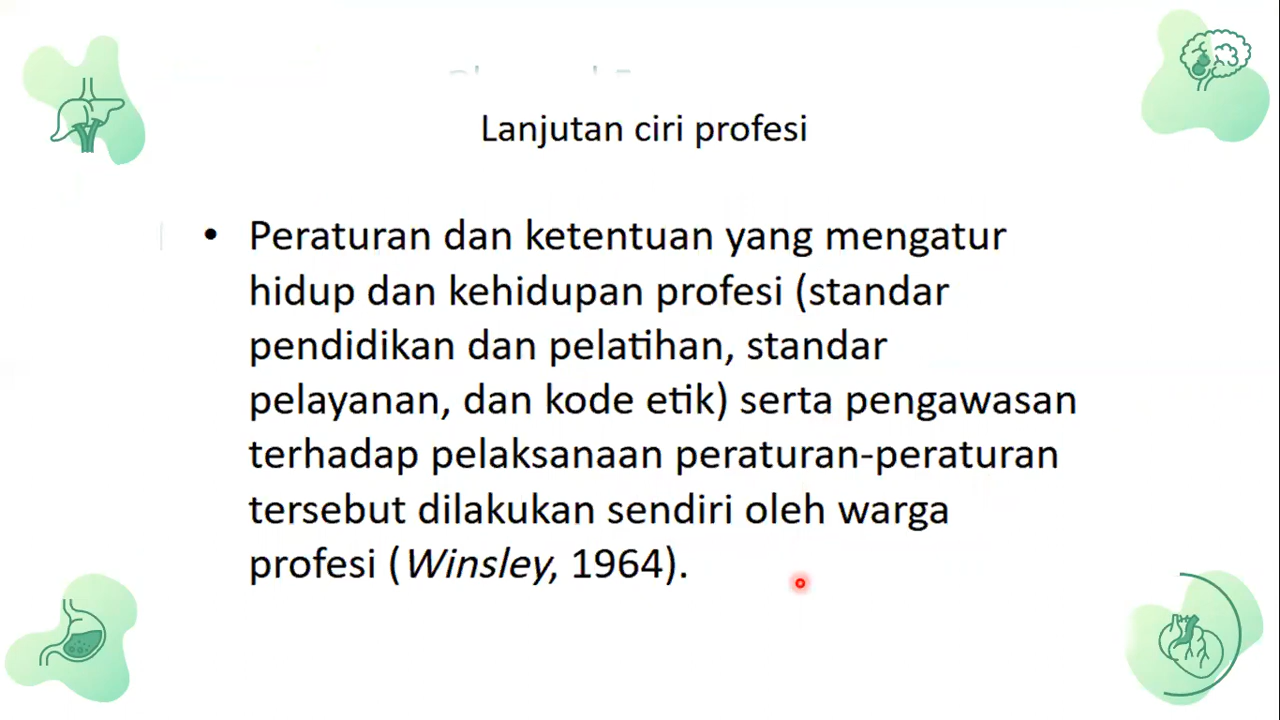 Lanjutan ciri profesi
• Peraturan dan ketentuan yang mengatur
hidup dan kehidupan profesi (standar
pendidikan dan pelatihan, standar
pelayanan, dan kode etik) serta pengawasan
terhadap pelaksanaan peraturan-peraturan
tersebut dilakukan sendiri oleh warga
profesi (Winsley, 1964).